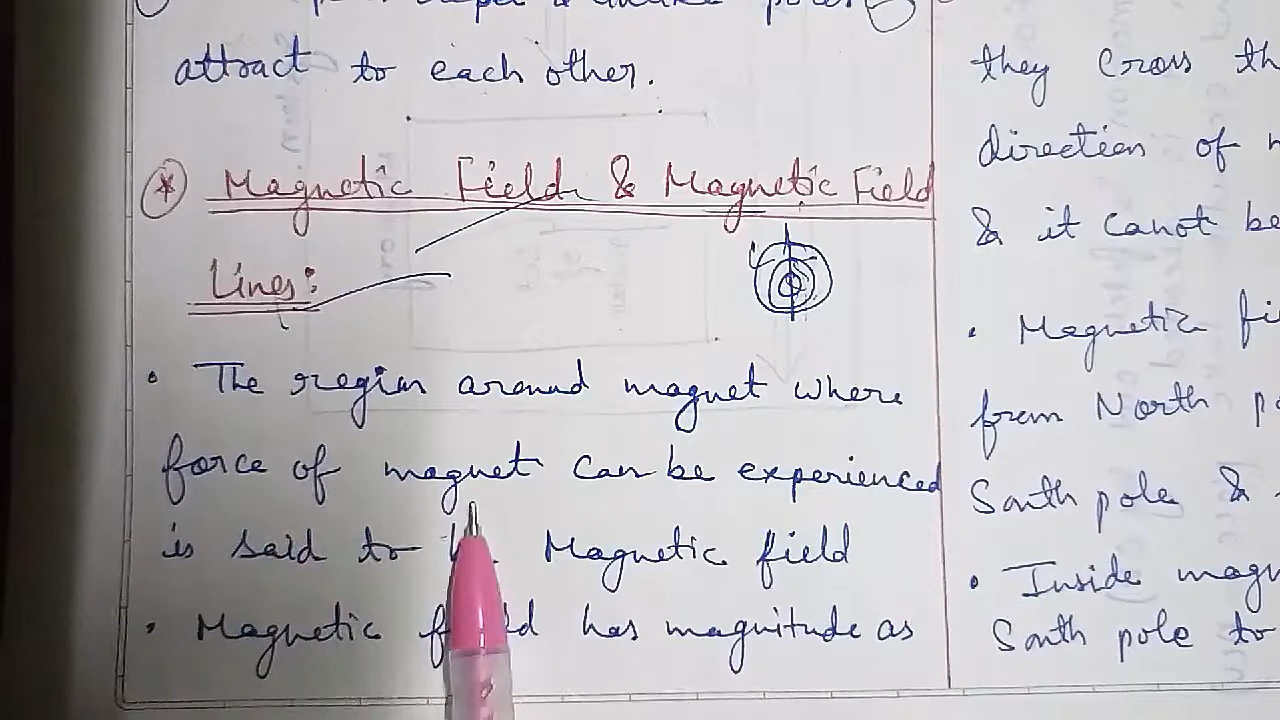 attract to each other.
* Magnetic Field & Magnetic Field
Lines:
• The region around magnet where
force of magnet can be experienced
is said to Magnetic field
• Magnetic field has magnitude as
they cross th
direction of
& it canot be
• Magnetic fi
from North p
South pole &
• Inside mag
South pole to